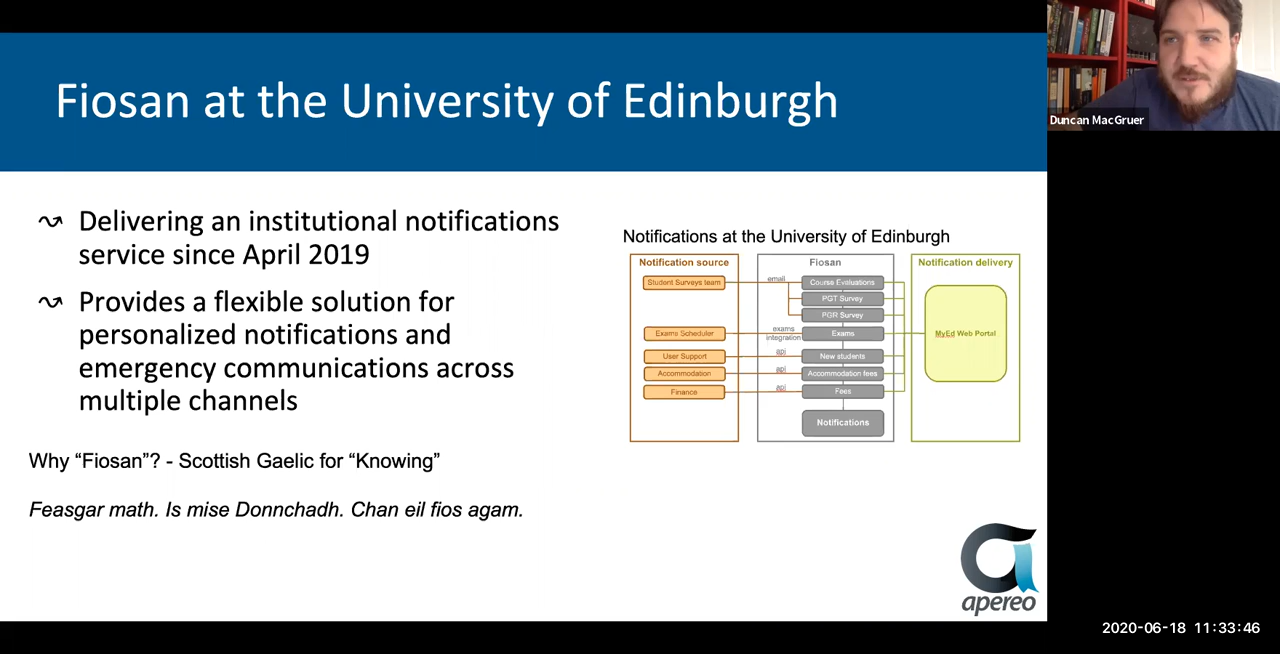 Fiosan at the University of Edinburgh
Duncan MacGruer
Delivering an institutional notifications
service since April 2019
Provides a flexible solution for
personalized notifications and
emergency communications across
multiple channels
Why “Fiosan”? - Scottish Gaelic for “Knowing”
Feasgar math. Is mise Donnchadh. Chan eil fios agam.
Notifications at the University of Edinburgh
Notification source
Student Surveys team
Exams Scheduler
User Support
Accommodation
Finance
email
exams
integration
api
api
api
Fiosan
Course Evaluations
PGT Survey
PGR Survey
Exams
New students
Accommodation fees
Fees
Notifications
Notification delivery
MyEd Web Portal
apereo
2020-06-18 11:33:46